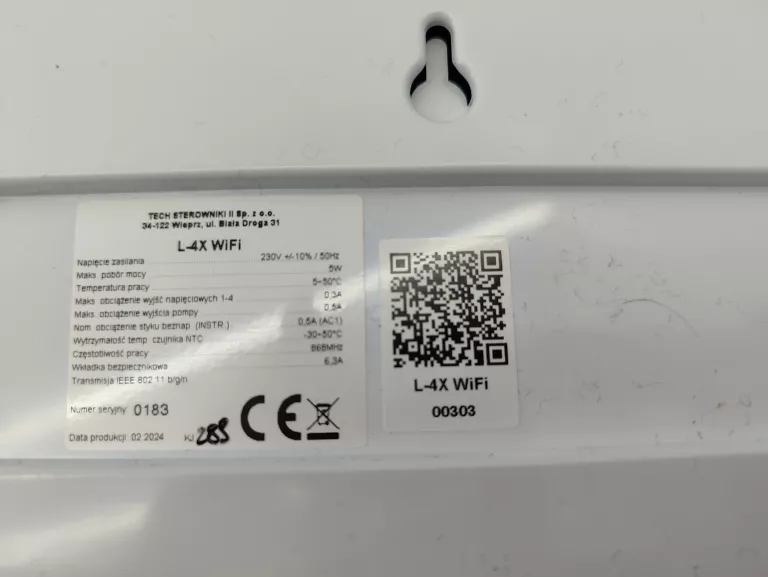 TECH STEROWNIKI II Sp. z o.o.
34-122 Wieprz, ul. Biała Droga 31
L-4X WiFi
Napięcie zasilania 230V +/-10% / 50Hz
Maks. pobór mocy 5W
Temperatura pracy 5÷50°C
Maks. obciążenie wyjść napięciowych 1-4 0,3A
Maks. obciążenie wyjścia pompy 0,5A
Nom. obciążenie styku beznap. (INSTR.) 0,5A (AC1)
Wytrzymałość temp. czujnika NTC -30÷50°C
Częstotliwość pracy 868MHz
Wkładka bezpiecznikowa 6,3A
Transmisja IEEE 802.11 b/g/n
Numer seryjny: 0183
Data produkcji: 02.2024 KJ 285
CE
L-4X WiFi
00303